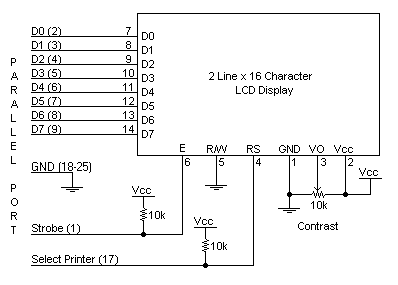 PARALLEL PORT
D0 (2) 7 D0
D1 (3) 8 D1
D2 (4) 9 D2
D3 (5) 10 D3
D4 (6) 11 D4
D5 (7) 12 D5
D6 (8) 13 D6
D7 (9) 14 D7
2 Line x 16 Character
LCD Display
E R/W RS GND VO Vcc
6 5 4 1 3 2
GND (18-25)
Vcc
10k
Vcc
10k
Vcc
10k
Contrast
Strobe (1)
Select Printer (17)